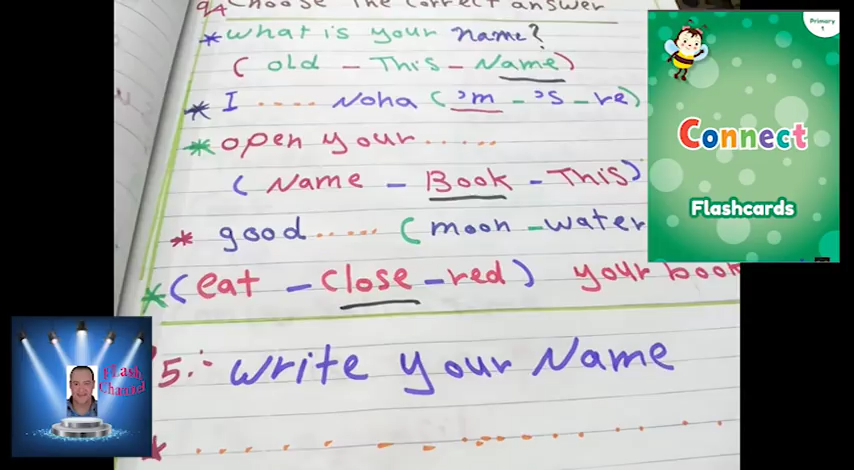 Choose The correct answer
*what is your name?
( old - This - Name )
* I .... Noha ( 'm - 's - re )
* open your ......
( Name - Book - This )
* good ...... ( moon - water
* ( eat - close - red ) your book
5.∴ Write your Name
Primary
1
Connect
Flashcards
FLash
Channel